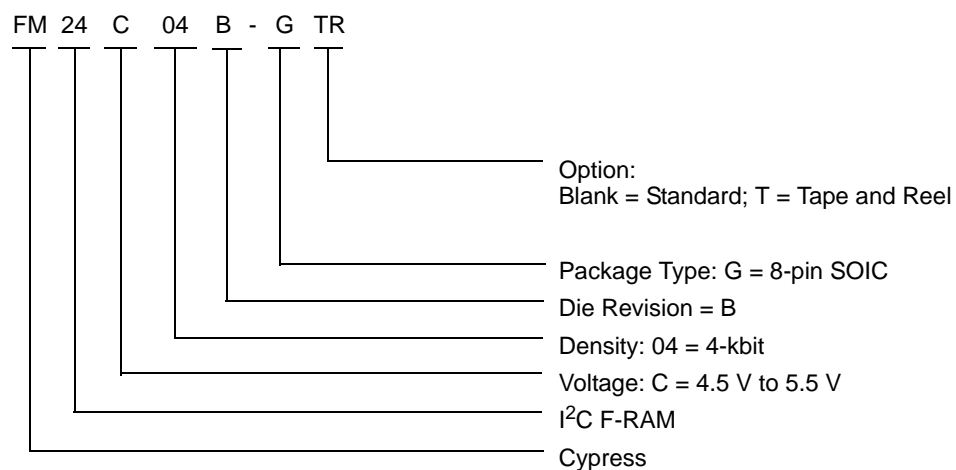 FM 24 C 04 B - G TR
Option:
Blank = Standard; T = Tape and Reel
Package Type: G = 8-pin SOIC
Die Revision = B
Density: 04 = 4-kbit
Voltage: C = 4.5 V to 5.5 V
I²C F-RAM
Cypress